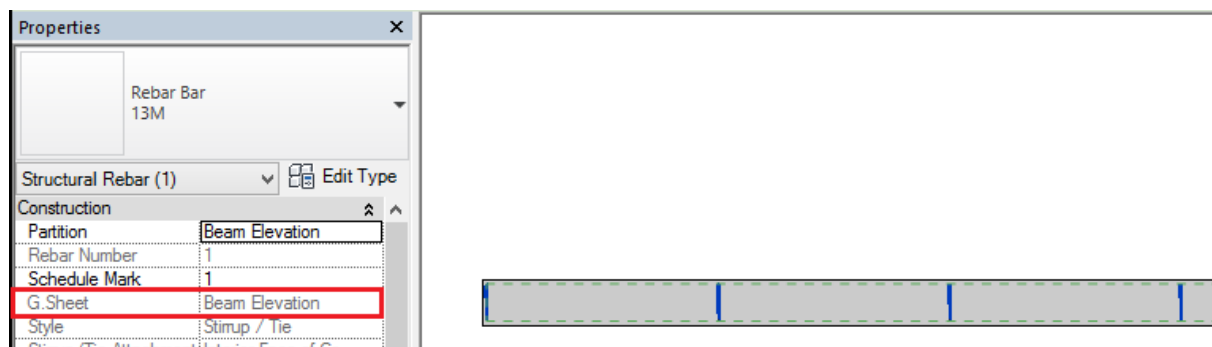 Properties
Rebar Bar
13M
Structural Rebar (1) Edit Type
Construction
Partition Beam Elevation
Rebar Number 1
Schedule Mark 1
G.Sheet Beam Elevation
Style Stirrup / Tie